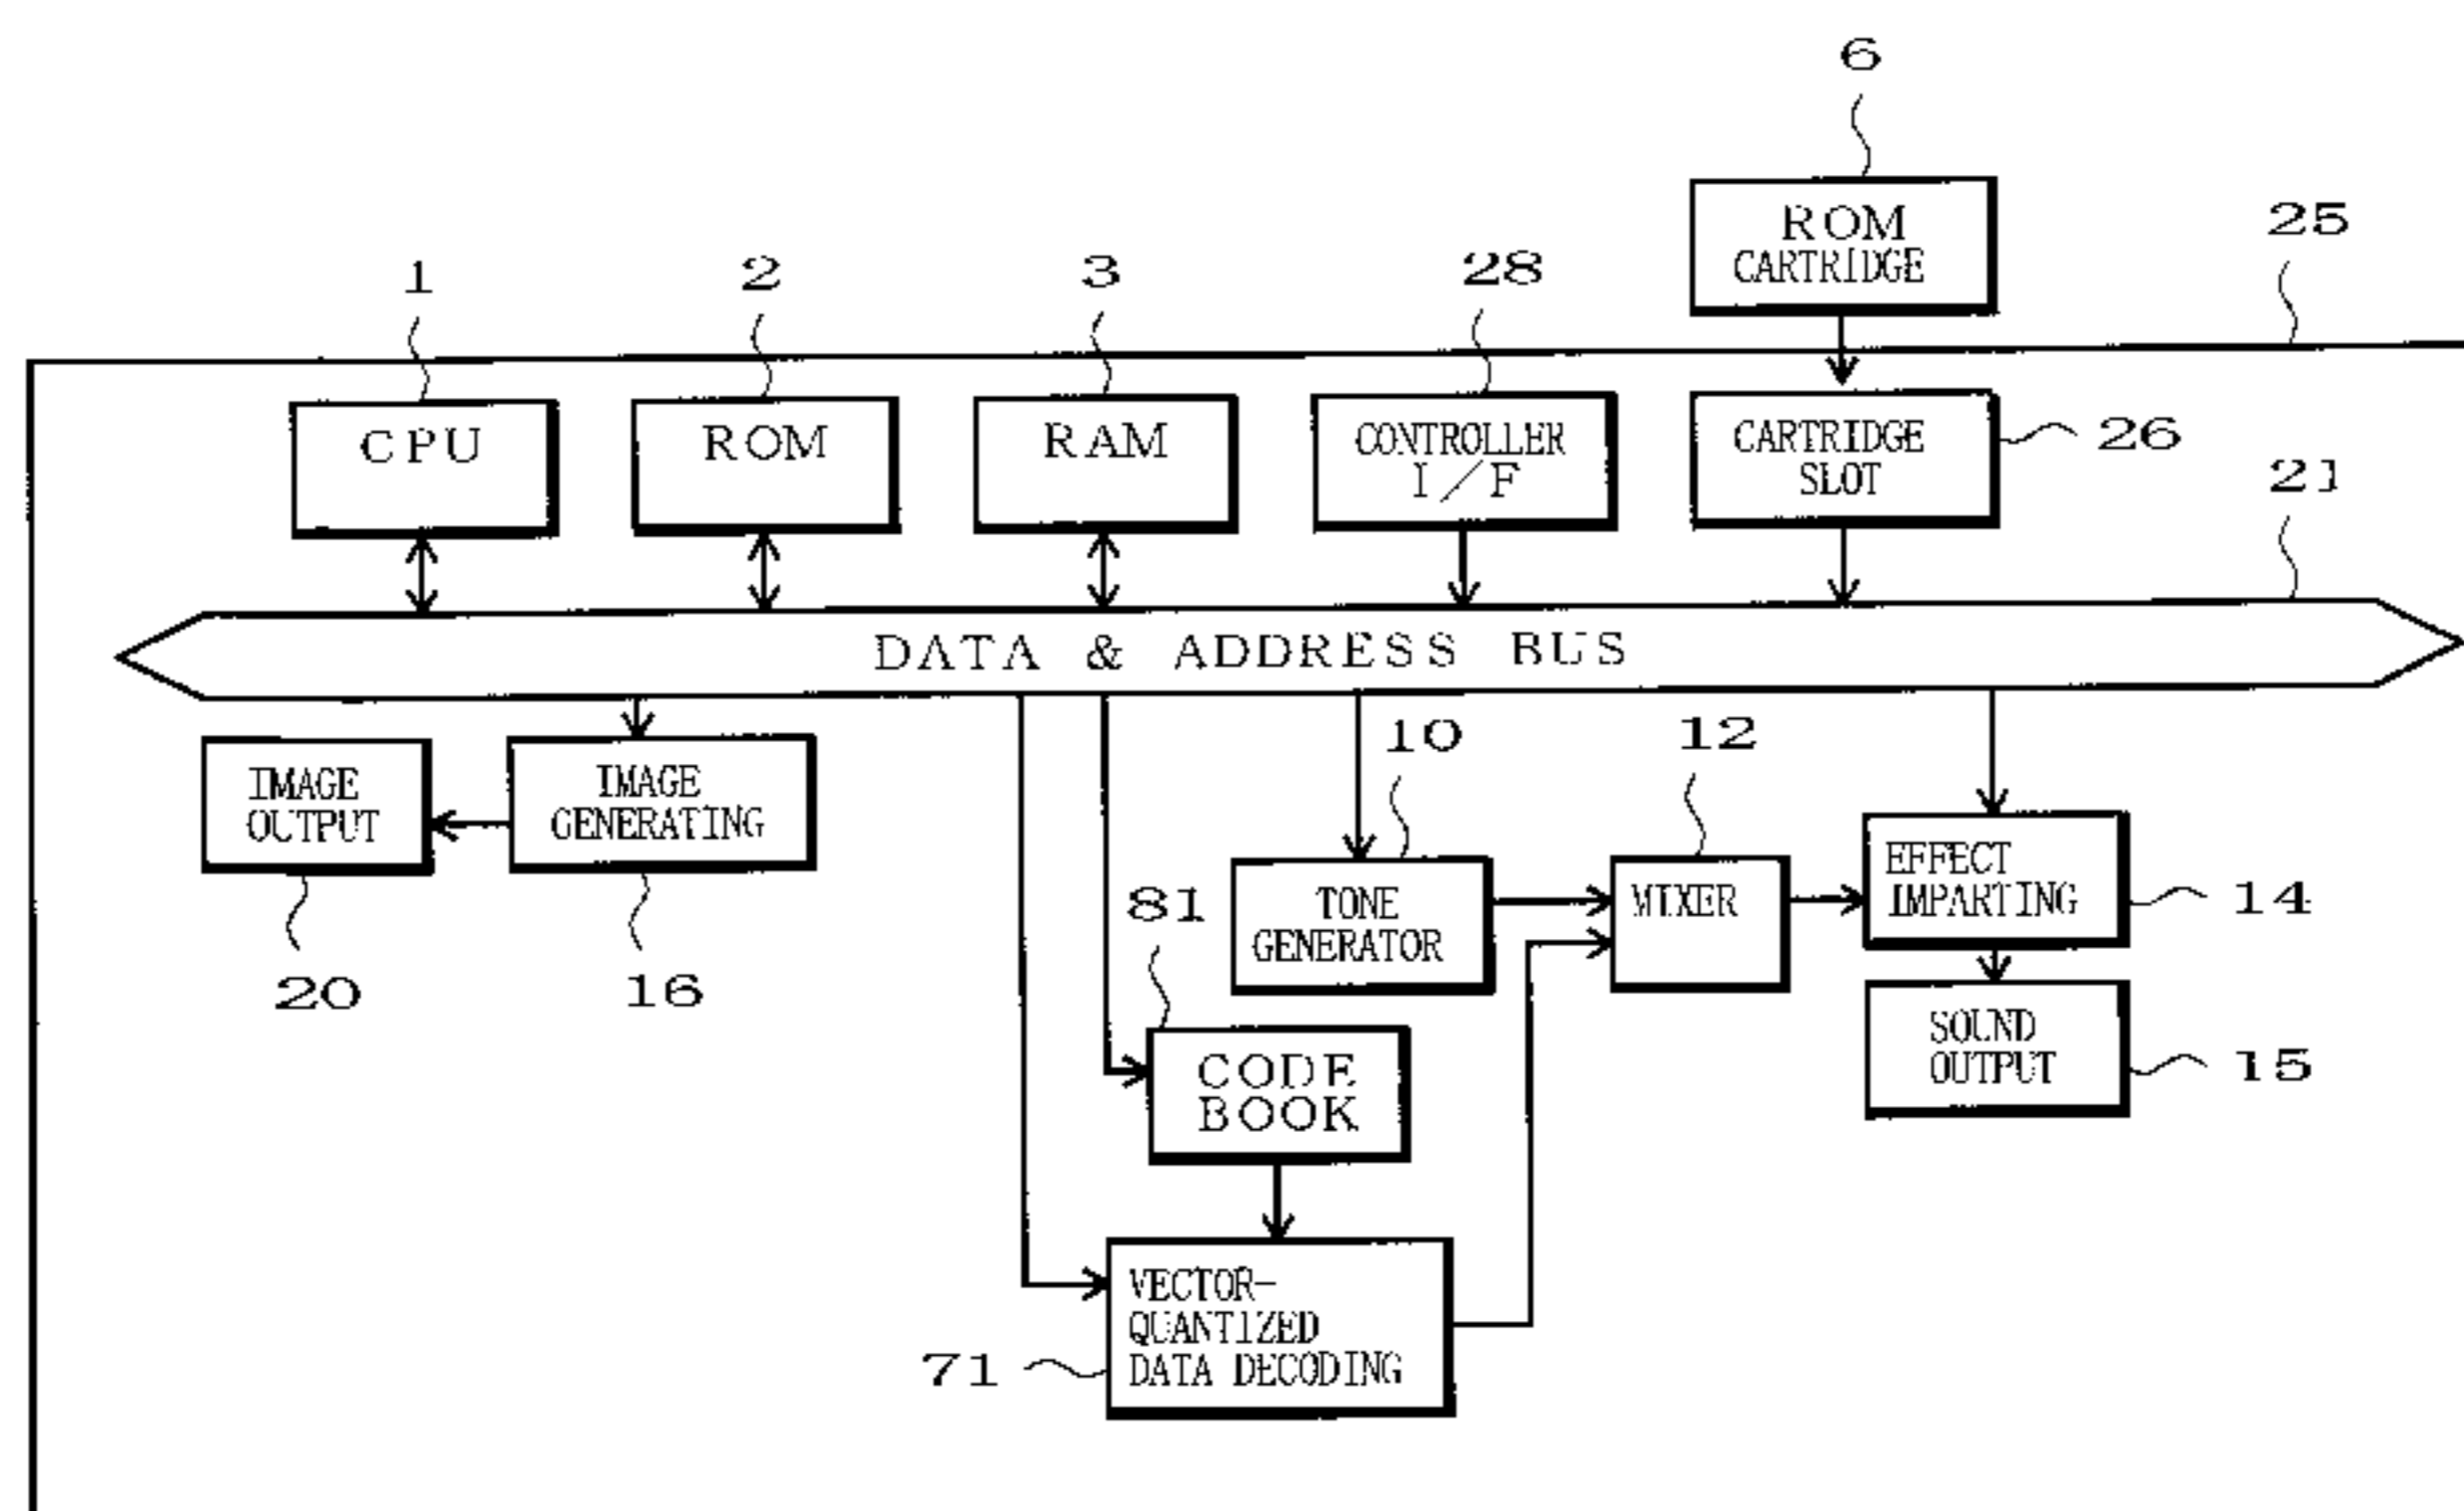 6
ROM
CARTRIDGE
25
1
2
3
28
CPU
ROM
RAM
CONTROLLER
I/F
CARTRIDGE
SLOT
26
21
DATA & ADDRESS BUS
10
12
IMAGE
OUTPUT
IMAGE
GENERATING
20
16
81
TONE
GENERATOR
MIXER
EFFECT
IMPARTING
14
CODE
BOOK
SOUND
OUTPUT
15
VECTOR-
QUANTIZED
DATA DECODING
71